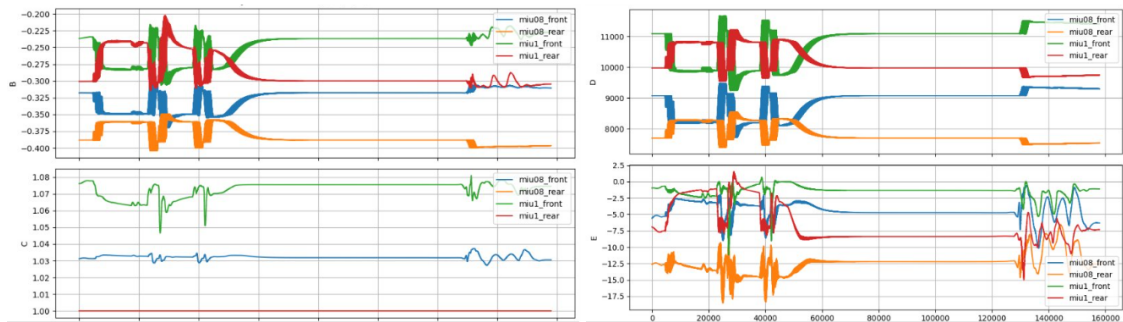 −0.200
−0.225
−0.250
−0.275
−0.300
−0.325
−0.350
−0.375
−0.400
B
miu08_front
miu08_rear
miu1_front
miu1_rear
11000
10000
9000
8000
D
miu08_front
miu08_rear
miu1_front
miu1_rear
1.08
1.07
1.06
1.05
1.04
1.03
1.02
1.01
1.00
C
miu08_front
miu08_rear
miu1_front
miu1_rear
2.5
0.0
−2.5
−5.0
−7.5
−10.0
−12.5
−15.0
−17.5
E
miu08_front
miu08_rear
miu1_front
miu1_rear
0 20000 40000 60000 80000 100000 120000 140000 160000